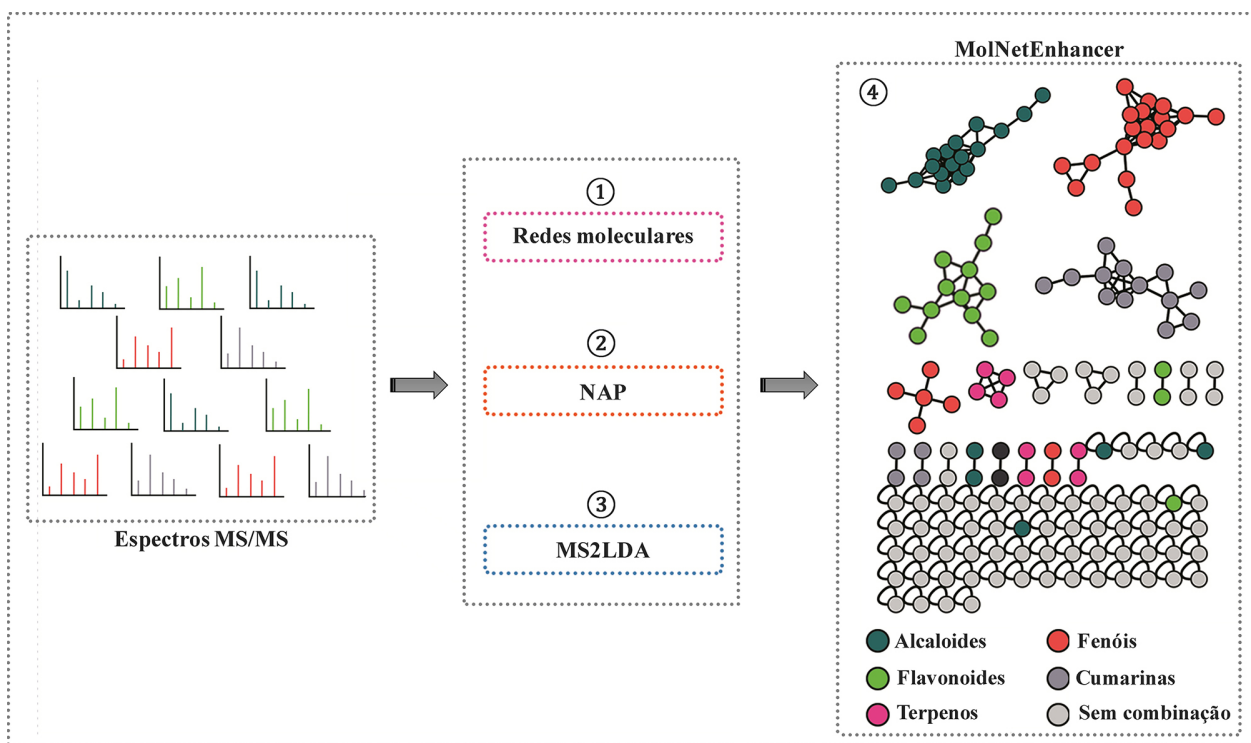 MolNetEnhancer
④
①
Redes moleculares
②
NAP
③
MS2LDA
Espectros MS/MS
Alcaloides
Fenóis
Flavonoides
Cumarinas
Terpenos
Sem combinação